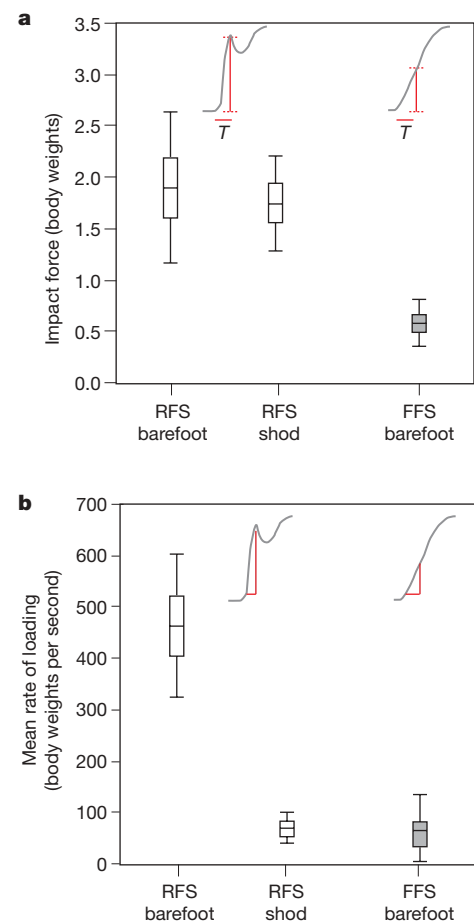 a
3.5
3.0
2.5
2.0
1.5
1.0
0.5
0.0
Impact force (body weights)
T
T
RFS
barefoot
RFS
shod
FFS
barefoot
b
700
600
500
400
300
200
100
0
Mean rate of loading
(body weights per second)
RFS
barefoot
RFS
shod
FFS
barefoot